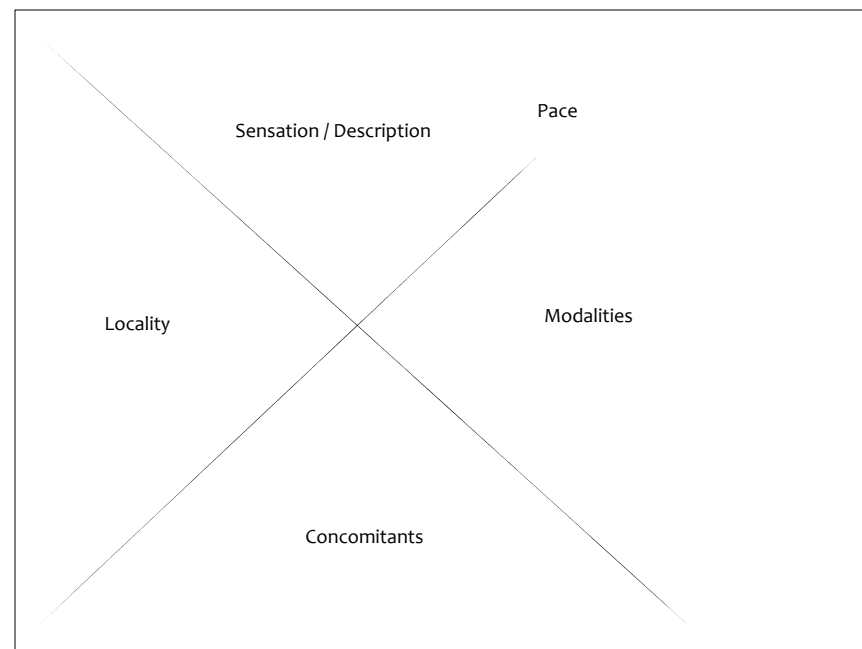 Pace
Sensation / Description
Modalities
Locality
Concomitants